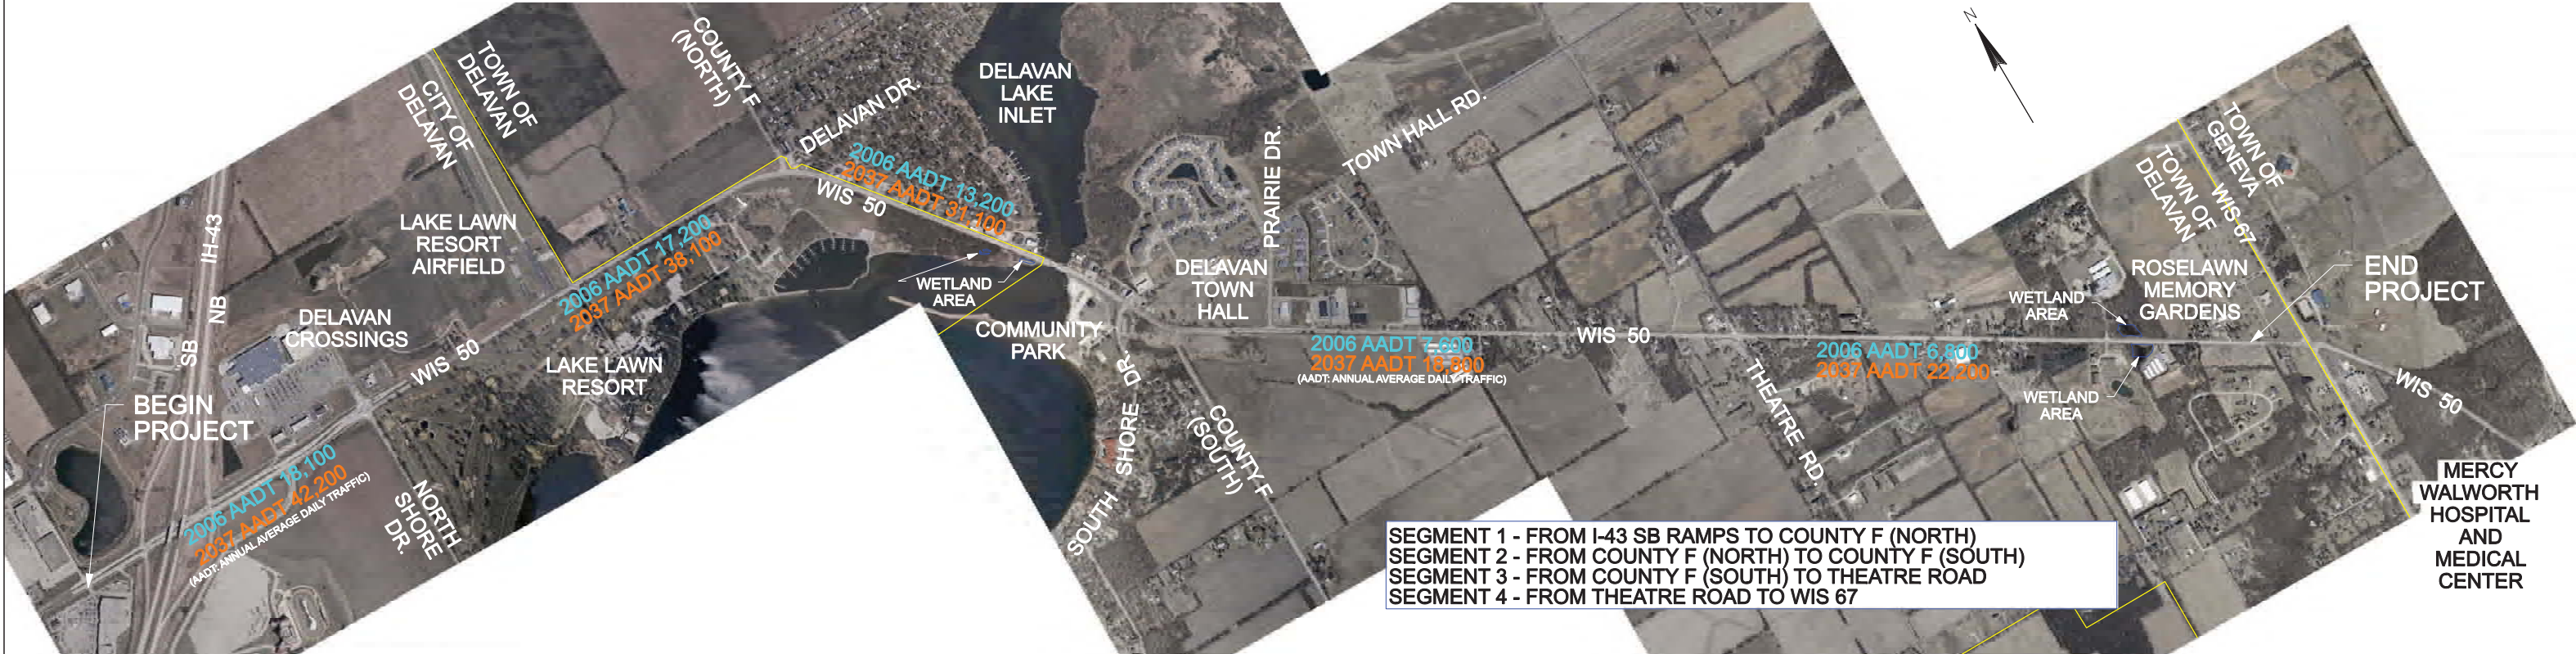 N
COUNTY F
(NORTH)
TOWN OF
DELAVAN
CITY OF
DELAVAN
DELAVAN DR.
DELAVAN
LAKE
INLET
2006 AADT 13,200
2037 AADT 31,100
WIS 50
PRAIRIE DR.
TOWN HALL RD.
TOWN OF
GENEVA
TOWN OF
DELAVAN
WIS 67
IH-43
NB
SB
LAKE LAWN
RESORT
AIRFIELD
2006 AADT 17,200
2037 AADT 38,100
WETLAND
AREA
DELAVAN
TOWN
HALL
ROSELAWN
MEMORY
GARDENS
END
PROJECT
WETLAND
AREA
DELAVAN
CROSSINGS
WIS 50
LAKE LAWN
RESORT
COMMUNITY
PARK
2006 AADT 7,600
2037 AADT 18,800
(AADT: ANNUAL AVERAGE DAILY TRAFFIC)
WIS 50
2006 AADT 6,800
2037 AADT 22,200
THEATRE RD.
WETLAND
AREA
WIS 50
BEGIN
PROJECT
2006 AADT 18,100
2037 AADT 42,200
(AADT: ANNUAL AVERAGE DAILY TRAFFIC)
NORTH
SHORE
DR.
SOUTH SHORE DR.
COUNTY F
(SOUTH)
MERCY
WALWORTH
HOSPITAL
AND
MEDICAL
CENTER
SEGMENT 1 - FROM I-43 SB RAMPS TO COUNTY F (NORTH)
SEGMENT 2 - FROM COUNTY F (NORTH) TO COUNTY F (SOUTH)
SEGMENT 3 - FROM COUNTY F (SOUTH) TO THEATRE ROAD
SEGMENT 4 - FROM THEATRE ROAD TO WIS 67